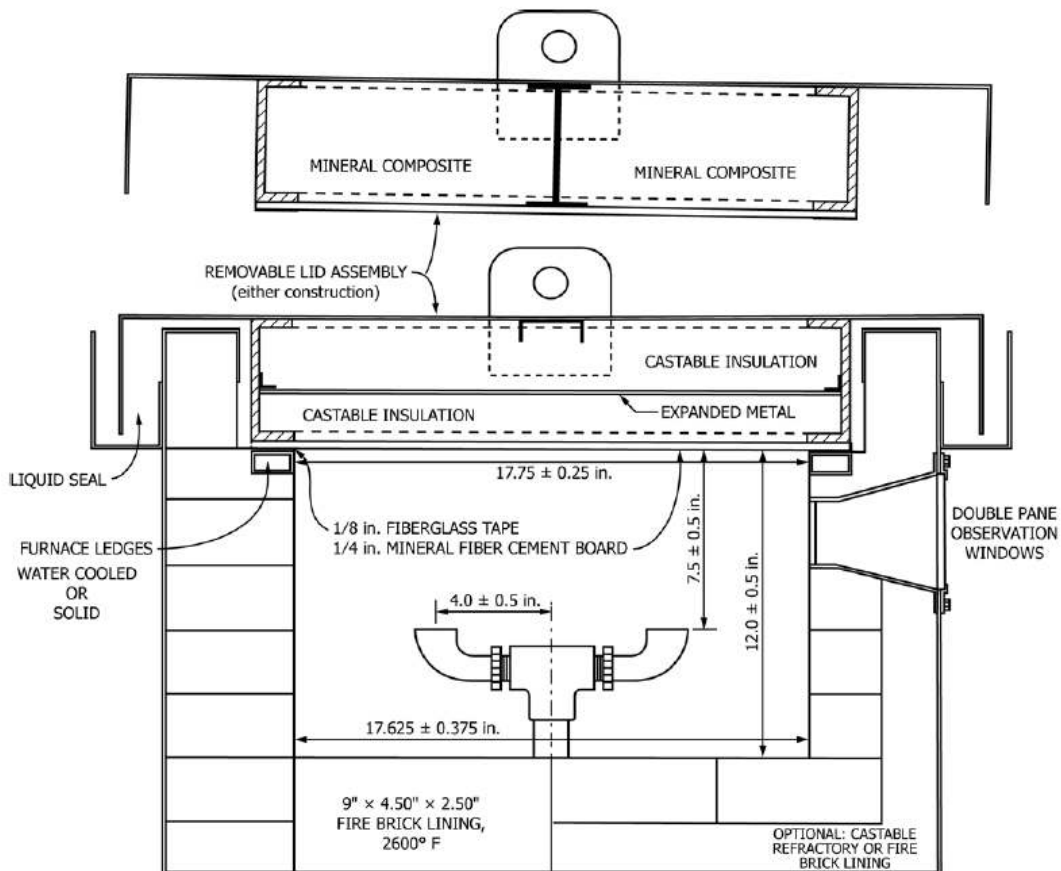 MINERAL COMPOSITE
MINERAL COMPOSITE
REMOVABLE LID ASSEMBLY
(either construction)
CASTABLE INSULATION
EXPANDED METAL
CASTABLE INSULATION
LIQUID SEAL
17.75 ± 0.25 in.
1/8 in. FIBERGLASS TAPE
1/4 in. MINERAL FIBER CEMENT BOARD
FURNACE LEDGES
WATER COOLED
OR
SOLID
DOUBLE PANE
OBSERVATION
WINDOWS
7.5 ± 0.5 in.
12.0 ± 0.5 in.
4.0 ± 0.5 in.
17.625 ± 0.375 in.
9" × 4.50" × 2.50"
FIRE BRICK LINING,
2600° F
OPTIONAL: CASTABLE
REFRACTORY OR FIRE
BRICK LINING